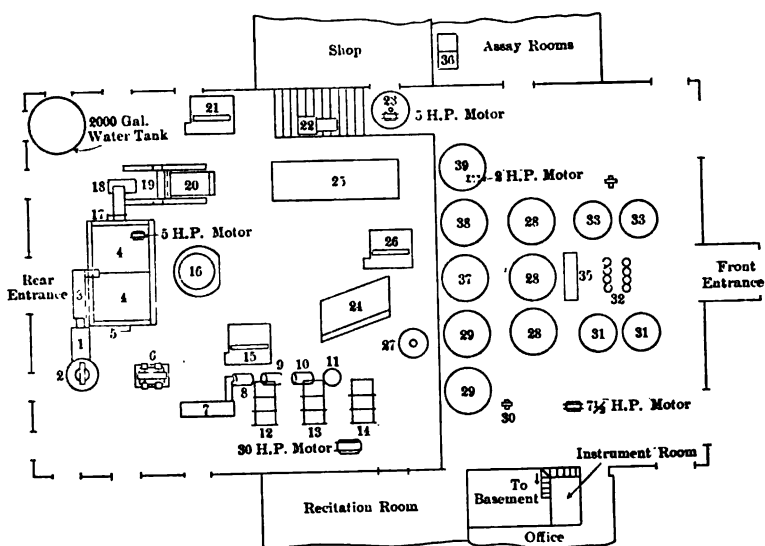 Shop
Assay Rooms
36
21
22
23
5 H.P. Motor
2000 Gal.
Water Tank
39
2 H.P. Motor
18
19
20
25
17
38
28
33
33
5 H.P. Motor
4
26
16
Rear
Entrance
3
4
37
28
35
32
Front
Entrance
24
5
1
15
27
29
28
31
31
2
6
9
10
11
8
7
29
12
13
14
30
7½ H.P. Motor
30 H.P. Motor
Instrument Room
To
Basement
Recitation Room
Office